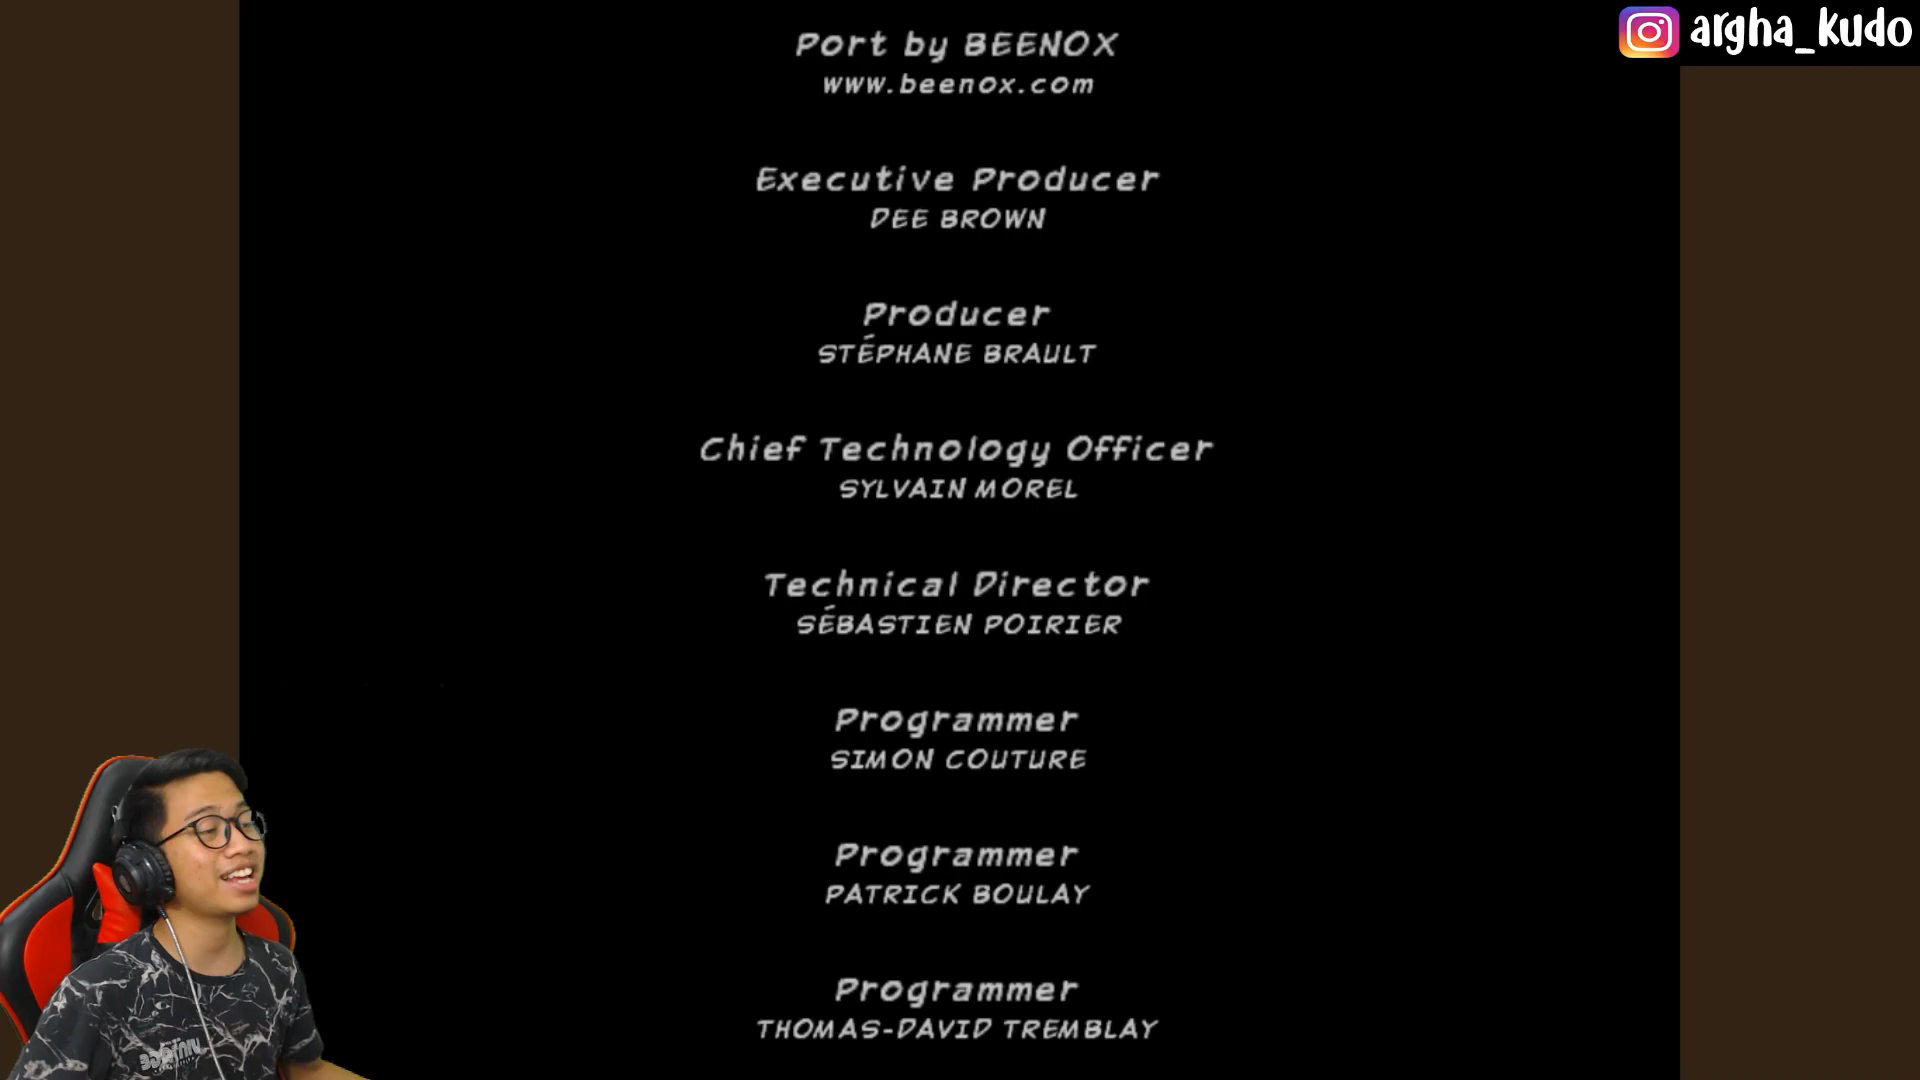 argha_kudo
Port by BEENOX
www.beenox.com
Executive Producer
DEE BROWN
Producer
STÉPHANE BRAULT
Chief Technology Officer
SYLVAIN MOREL
Technical Director
SÉBASTIEN POIRIER
Programmer
SIMON COUTURE
Programmer
PATRICK BOULAY
Programmer
THOMAS-DAVID TREMBLAY